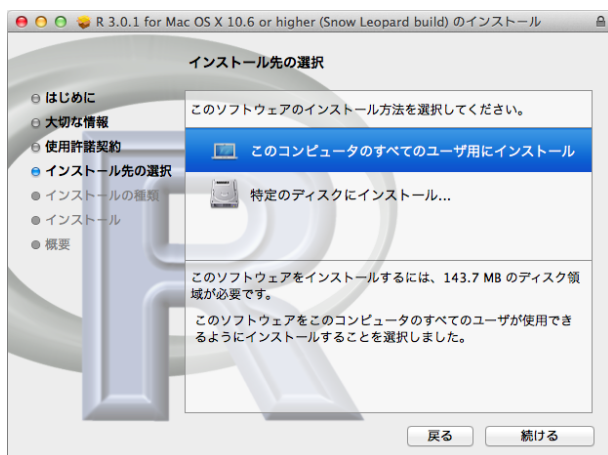 R 3.0.1 for Mac OS X 10.6 or higher (Snow Leopard build) のインストール
インストール先の選択
はじめに
大切な情報
使用許諾契約
インストール先の選択
インストールの種類
インストール
概要
このソフトウェアのインストール方法を選択してください。
このコンピュータのすべてのユーザ用にインストール
特定のディスクにインストール...
このソフトウェアをインストールするには、143.7 MB のディスク領
域が必要です。
このソフトウェアをこのコンピュータのすべてのユーザが使用でき
るようにインストールすることを選択しました。
戻る
続ける